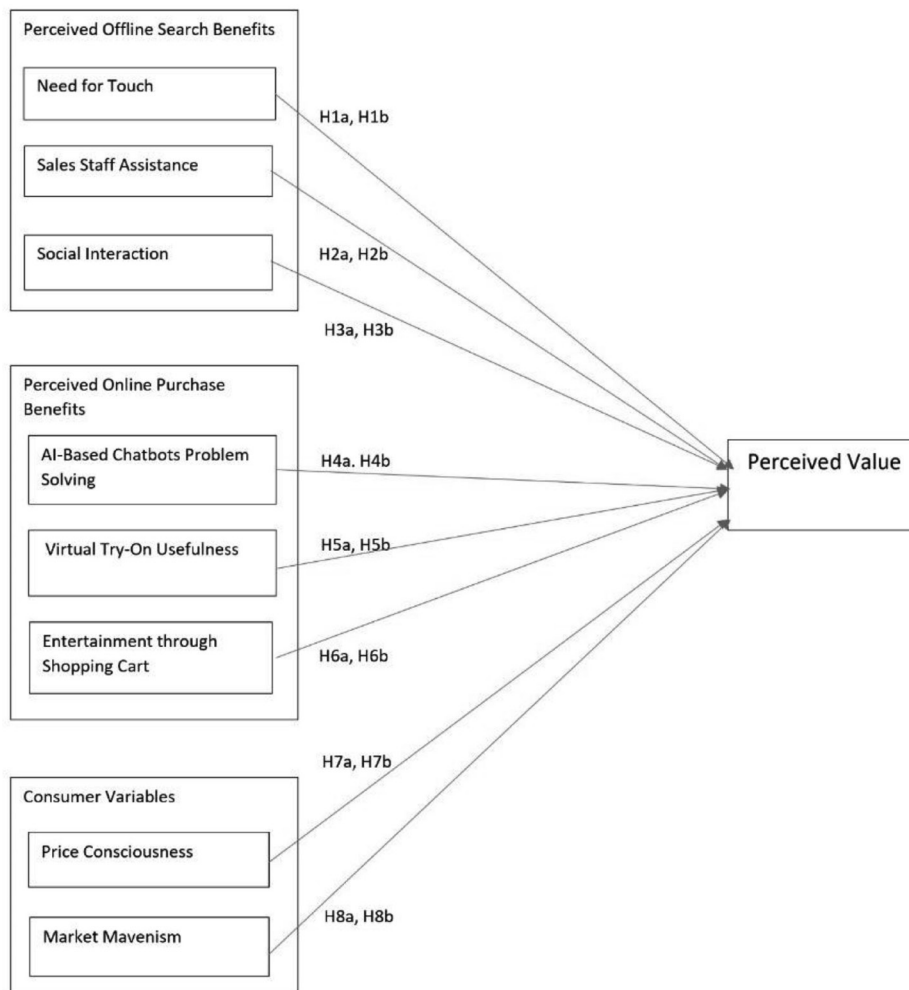 Perceived Offline Search Benefits
Need for Touch
H1a, H1b
Sales Staff Assistance
Social Interaction
H2a, H2b
H3a, H3b
Perceived Online Purchase
Benefits
AI-Based Chatbots Problem
Solving
H4a. H4b
Perceived Value
Virtual Try-On Usefulness
H5a, H5b
Entertainment through
Shopping Cart
H6a, H6b
H7a, H7b
Consumer Variables
Price Consciousness
H8a, H8b
Market Mavenism